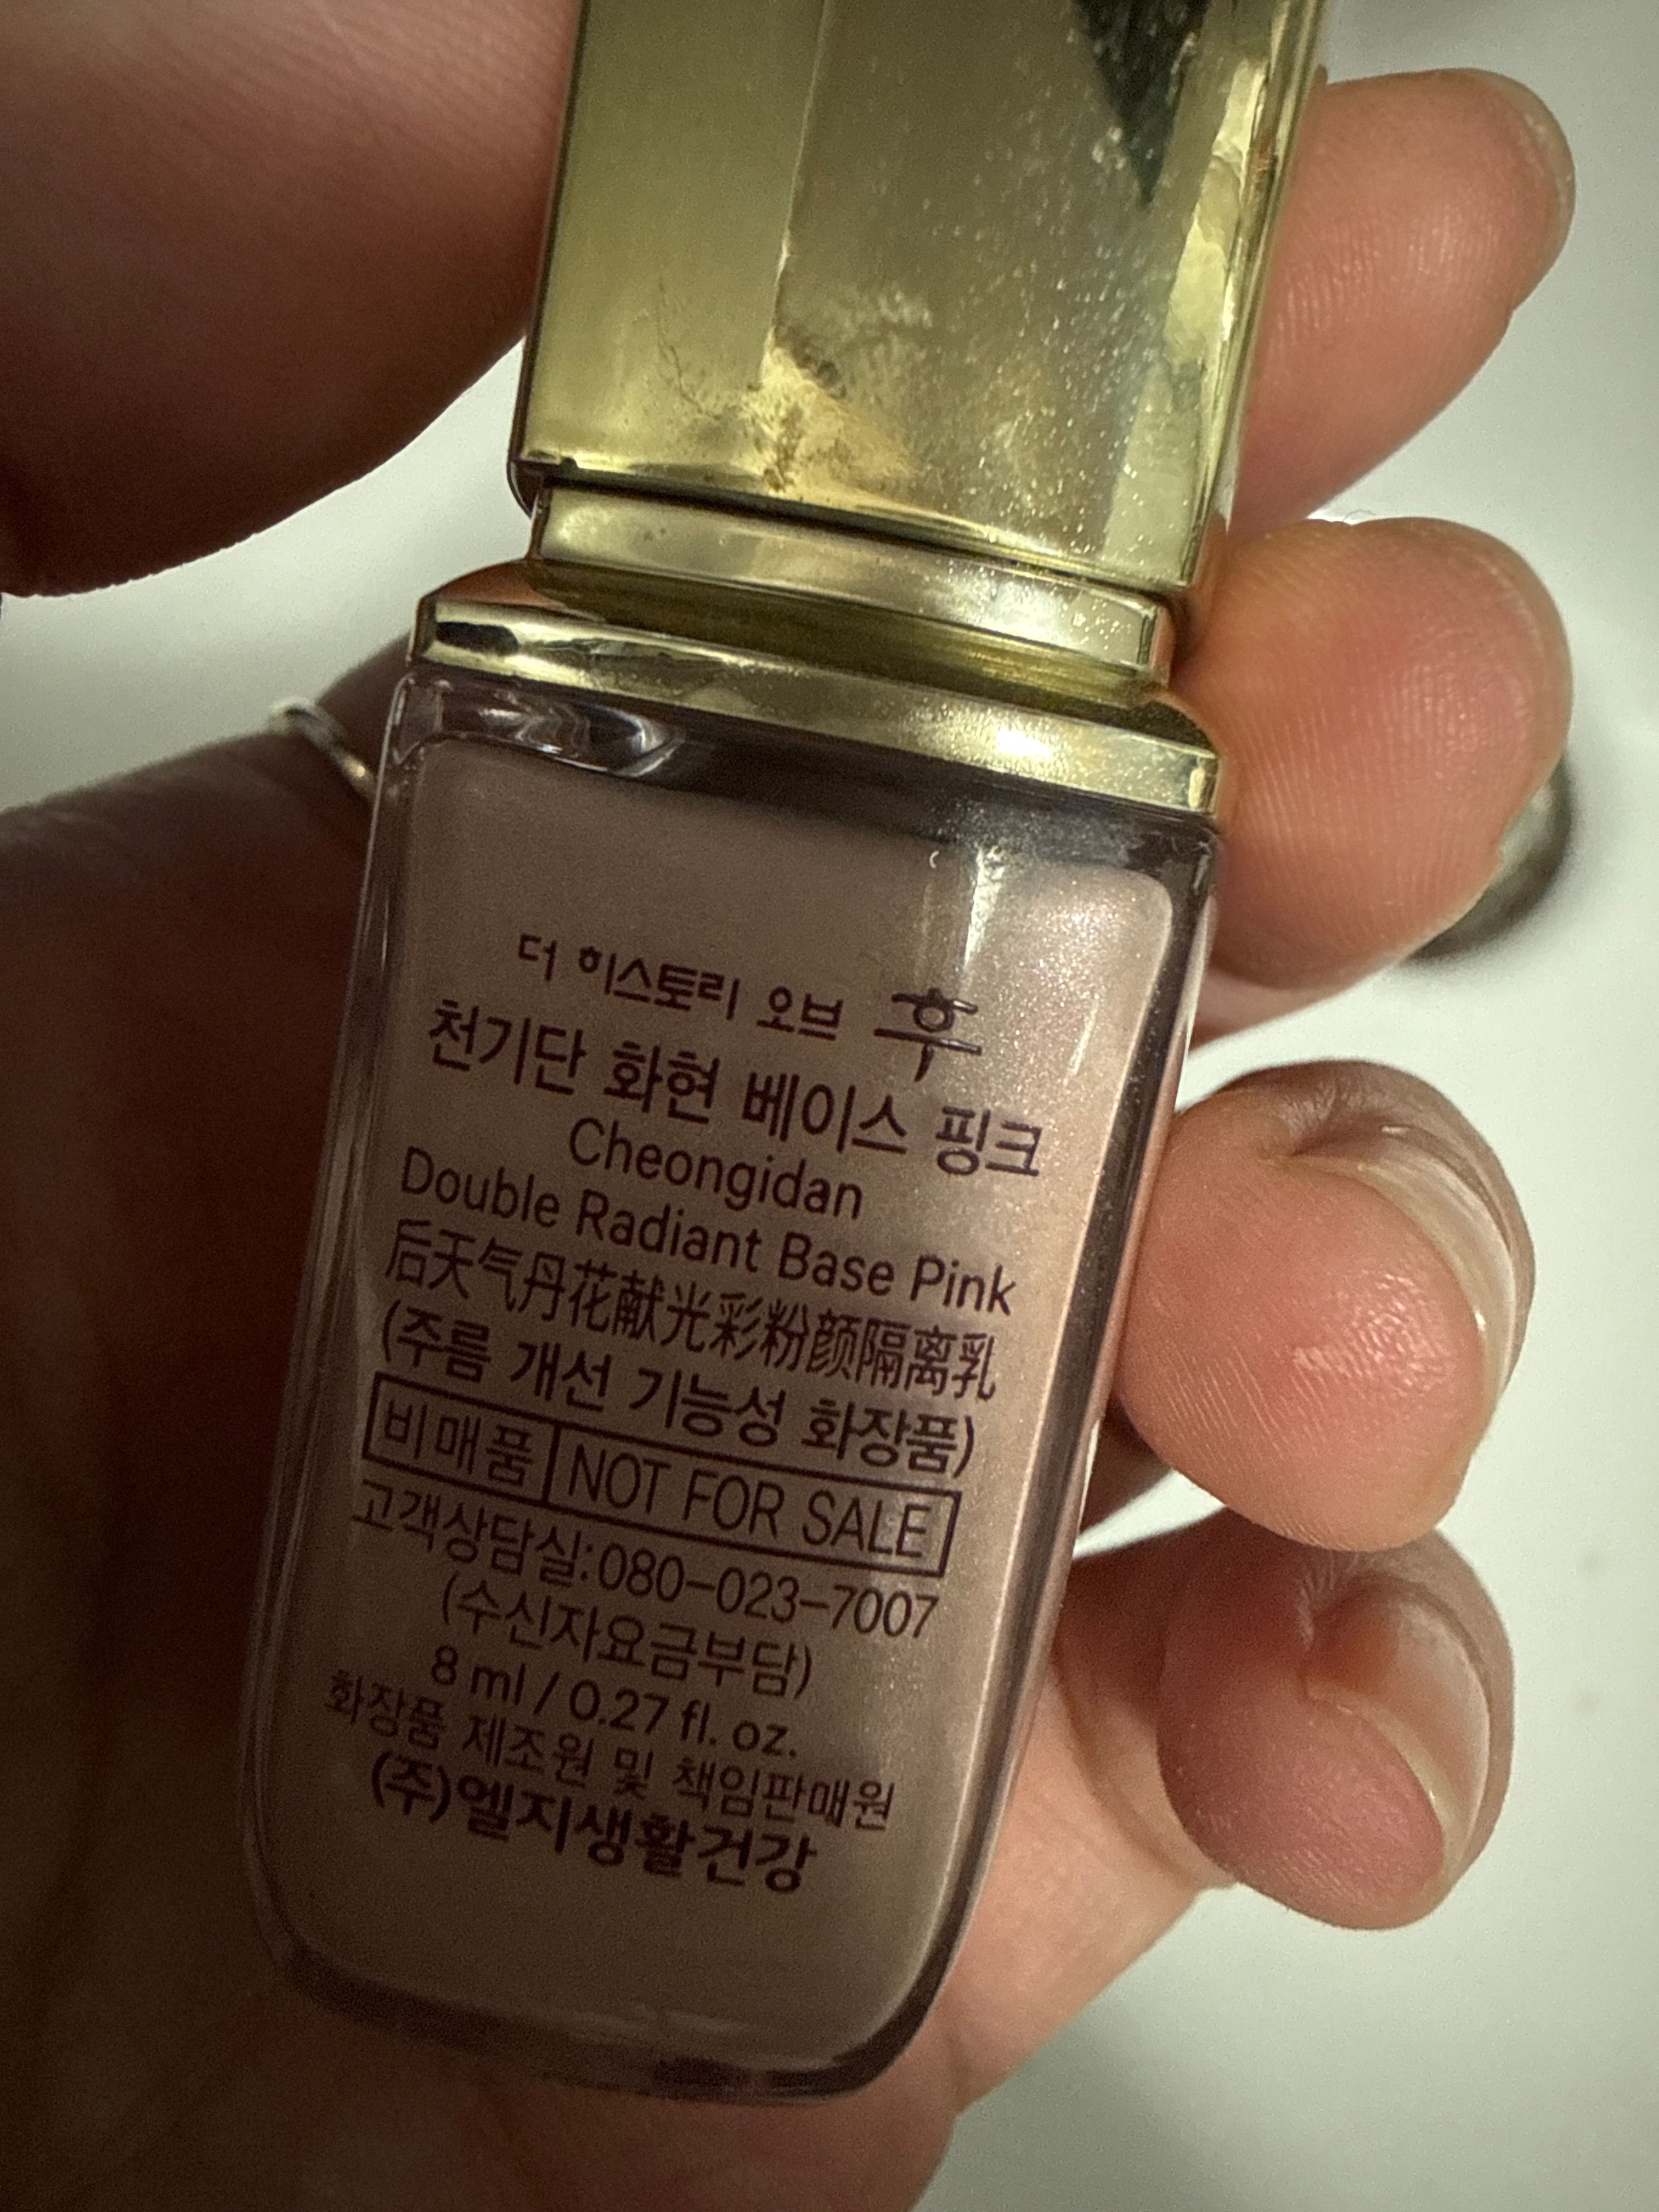 더 히스토리 오브 후
천기단 화현 베이스 핑크
Cheongidan
Double Radiant Base Pink
后天气丹花献光彩粉颜隔离乳
(주름 개선 기능성 화장품)
비매품 NOT FOR SALE
고객상담실:080-023-7007
(수신자요금부담)
8 ml / 0.27 fl. oz.
화장품 제조원 및 책임판매원
(주)엘지생활건강